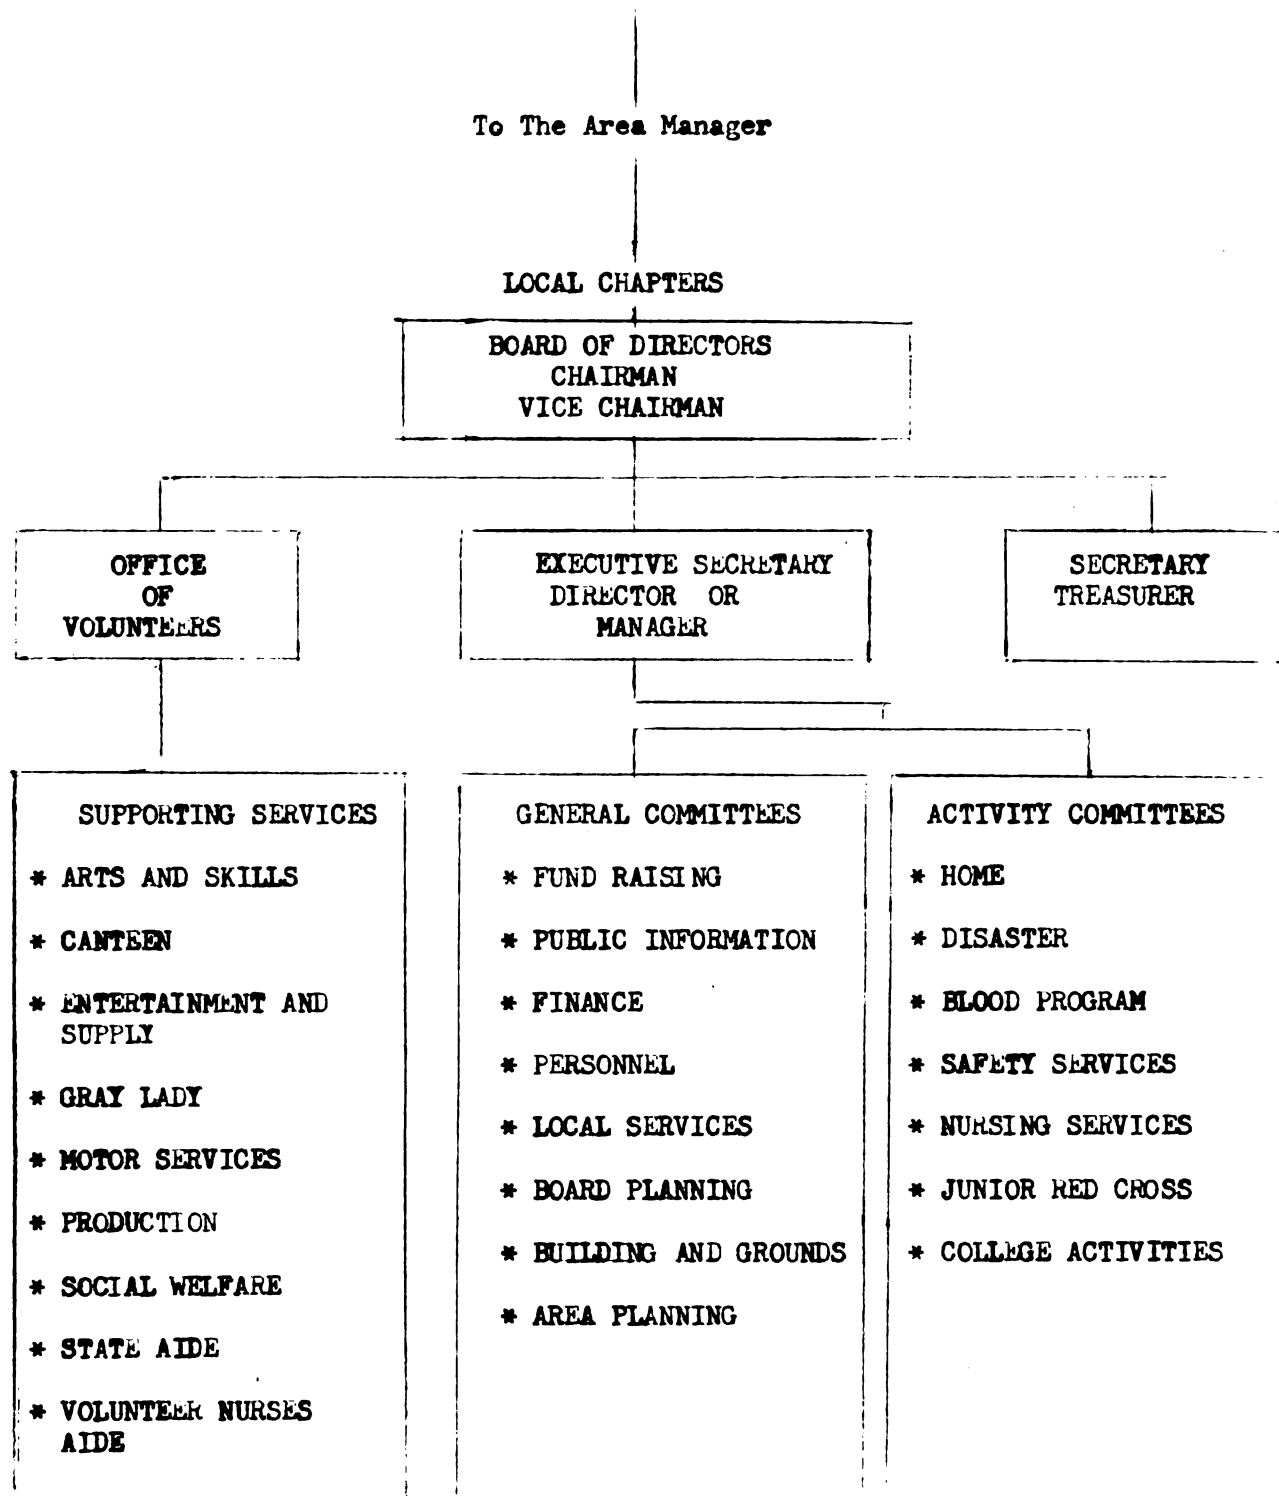 To The Area Manager
LOCAL CHAPTERS
BOARD OF DIRECTORS
CHAIRMAN
VICE CHAIRMAN
OFFICE
OF
VOLUNTEERS
EXECUTIVE SECRETARY
DIRECTOR OR
MANAGER
SECRETARY
TREASURER
SUPPORTING SERVICES
* ARTS AND SKILLS
* CANTEEN
* ENTERTAINMENT AND
SUPPLY
* GRAY LADY
* MOTOR SERVICES
* PRODUCTION
* SOCIAL WELFARE
* STATE AIDE
* VOLUNTEER NURSES
AIDE
GENERAL COMMITTEES
* FUND RAISING
* PUBLIC INFORMATION
* FINANCE
* PERSONNEL
* LOCAL SERVICES
* BOARD PLANNING
* BUILDING AND GROUNDS
* AREA PLANNING
ACTIVITY COMMITTEES
* HOME
* DISASTER
* BLOOD PROGRAM
* SAFETY SERVICES
* NURSING SERVICES
* JUNIOR RED CROSS
* COLLEGE ACTIVITIES